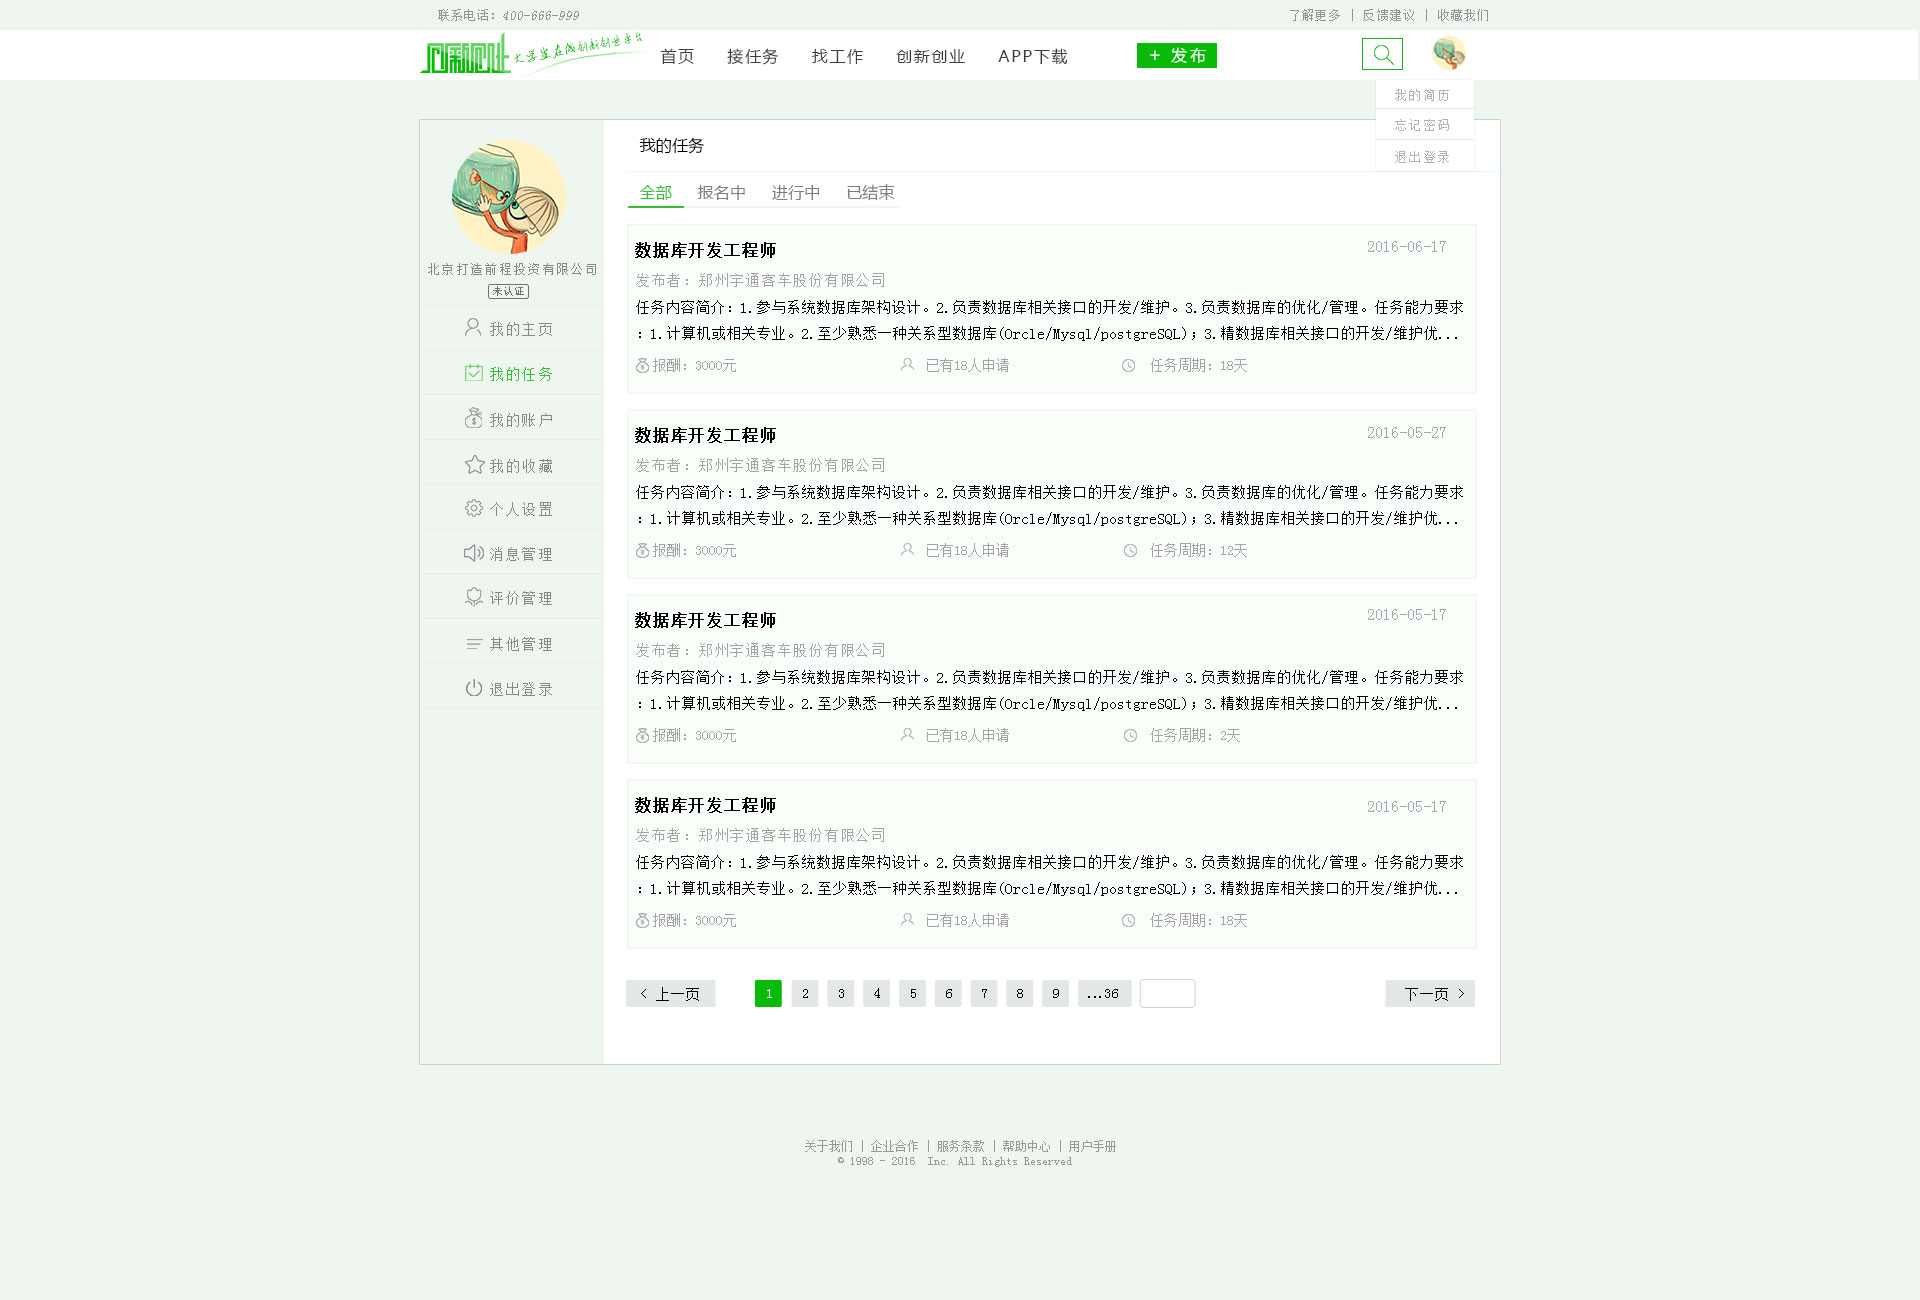 联系电话：400-666-999
了解更多 | 反馈建议 | 收藏我们
大学生在线创新创业平台
首页 接任务 找工作 创新创业 APP下载 + 发布
我的简历
忘记密码
退出登录
北京打造前程投资有限公司
未认证
我的主页
我的任务
我的账户
我的收藏
个人设置
消息管理
评价管理
其他管理
退出登录
我的任务
全部 报名中 进行中 已结束
数据库开发工程师 2016-06-17
发布者：郑州宇通客车股份有限公司
任务内容简介：1.参与系统数据库架构设计。2.负责数据库相关接口的开发/维护。3.负责数据库的优化/管理。任务能力要求
：1.计算机或相关专业。2.至少熟悉一种关系型数据库(Orcle/Mysql/postgreSQL)；3.精数据库相关接口的开发/维护优...
报酬：3000元 已有18人申请 任务周期：18天
数据库开发工程师 2016-05-27
发布者：郑州宇通客车股份有限公司
任务内容简介：1.参与系统数据库架构设计。2.负责数据库相关接口的开发/维护。3.负责数据库的优化/管理。任务能力要求
：1.计算机或相关专业。2.至少熟悉一种关系型数据库(Orcle/Mysql/postgreSQL)；3.精数据库相关接口的开发/维护优...
报酬：3000元 已有18人申请 任务周期：12天
数据库开发工程师 2016-05-17
发布者：郑州宇通客车股份有限公司
任务内容简介：1.参与系统数据库架构设计。2.负责数据库相关接口的开发/维护。3.负责数据库的优化/管理。任务能力要求
：1.计算机或相关专业。2.至少熟悉一种关系型数据库(Orcle/Mysql/postgreSQL)；3.精数据库相关接口的开发/维护优...
报酬：3000元 已有18人申请 任务周期：2天
数据库开发工程师 2016-05-17
发布者：郑州宇通客车股份有限公司
任务内容简介：1.参与系统数据库架构设计。2.负责数据库相关接口的开发/维护。3.负责数据库的优化/管理。任务能力要求
：1.计算机或相关专业。2.至少熟悉一种关系型数据库(Orcle/Mysql/postgreSQL)；3.精数据库相关接口的开发/维护优...
报酬：3000元 已有18人申请 任务周期：18天
< 上一页 1 2 3 4 5 6 7 8 9 ...36 下一页 >
关于我们 | 企业合作 | 服务条款 | 帮助中心 | 用户手册
© 1998 - 2016 Inc. All Rights Reserved